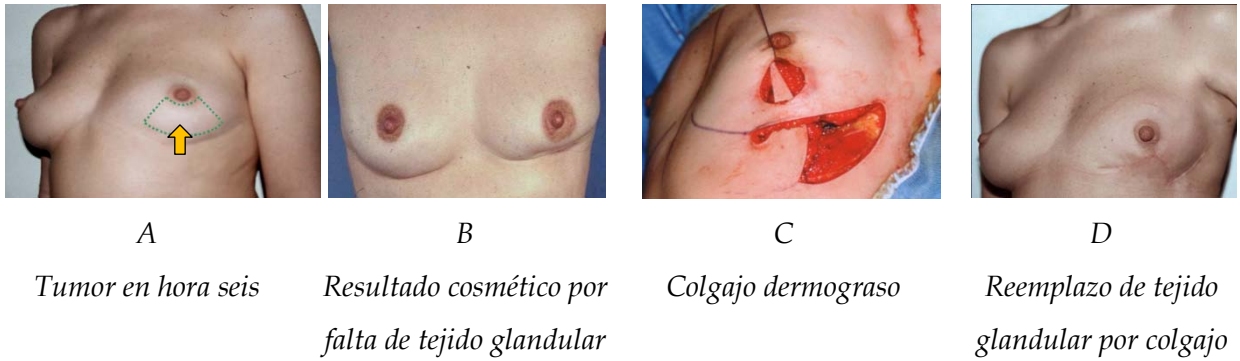 A
Tumor en hora seis
B
Resultado cosmético por
falta de tejido glandular
C
Colgajo dermograso
D
Reemplazo de tejido
glandular por colgajo